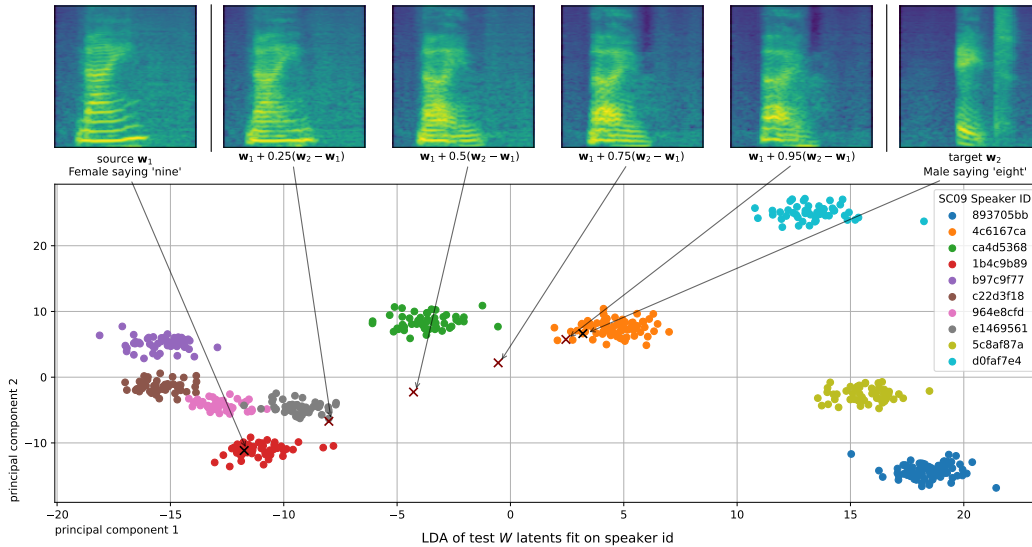 source w₁
Female saying 'nine'
w₁ + 0.25(w₂ − w₁)
w₁ + 0.5(w₂ − w₁)
w₁ + 0.75(w₂ − w₁)
w₁ + 0.95(w₂ − w₁)
target w₂
Male saying 'eight'
SC09 Speaker ID
893705bb
4c6167ca
ca4d5368
1b4c9b89
b97c9f77
c22d3f18
964e8cfd
e1469561
5c8af87a
d0faf7e4
principal component 2
20
10
0
−10
−20
−15
−10
−5
0
5
10
15
20
principal component 1
LDA of test W latents fit on speaker id